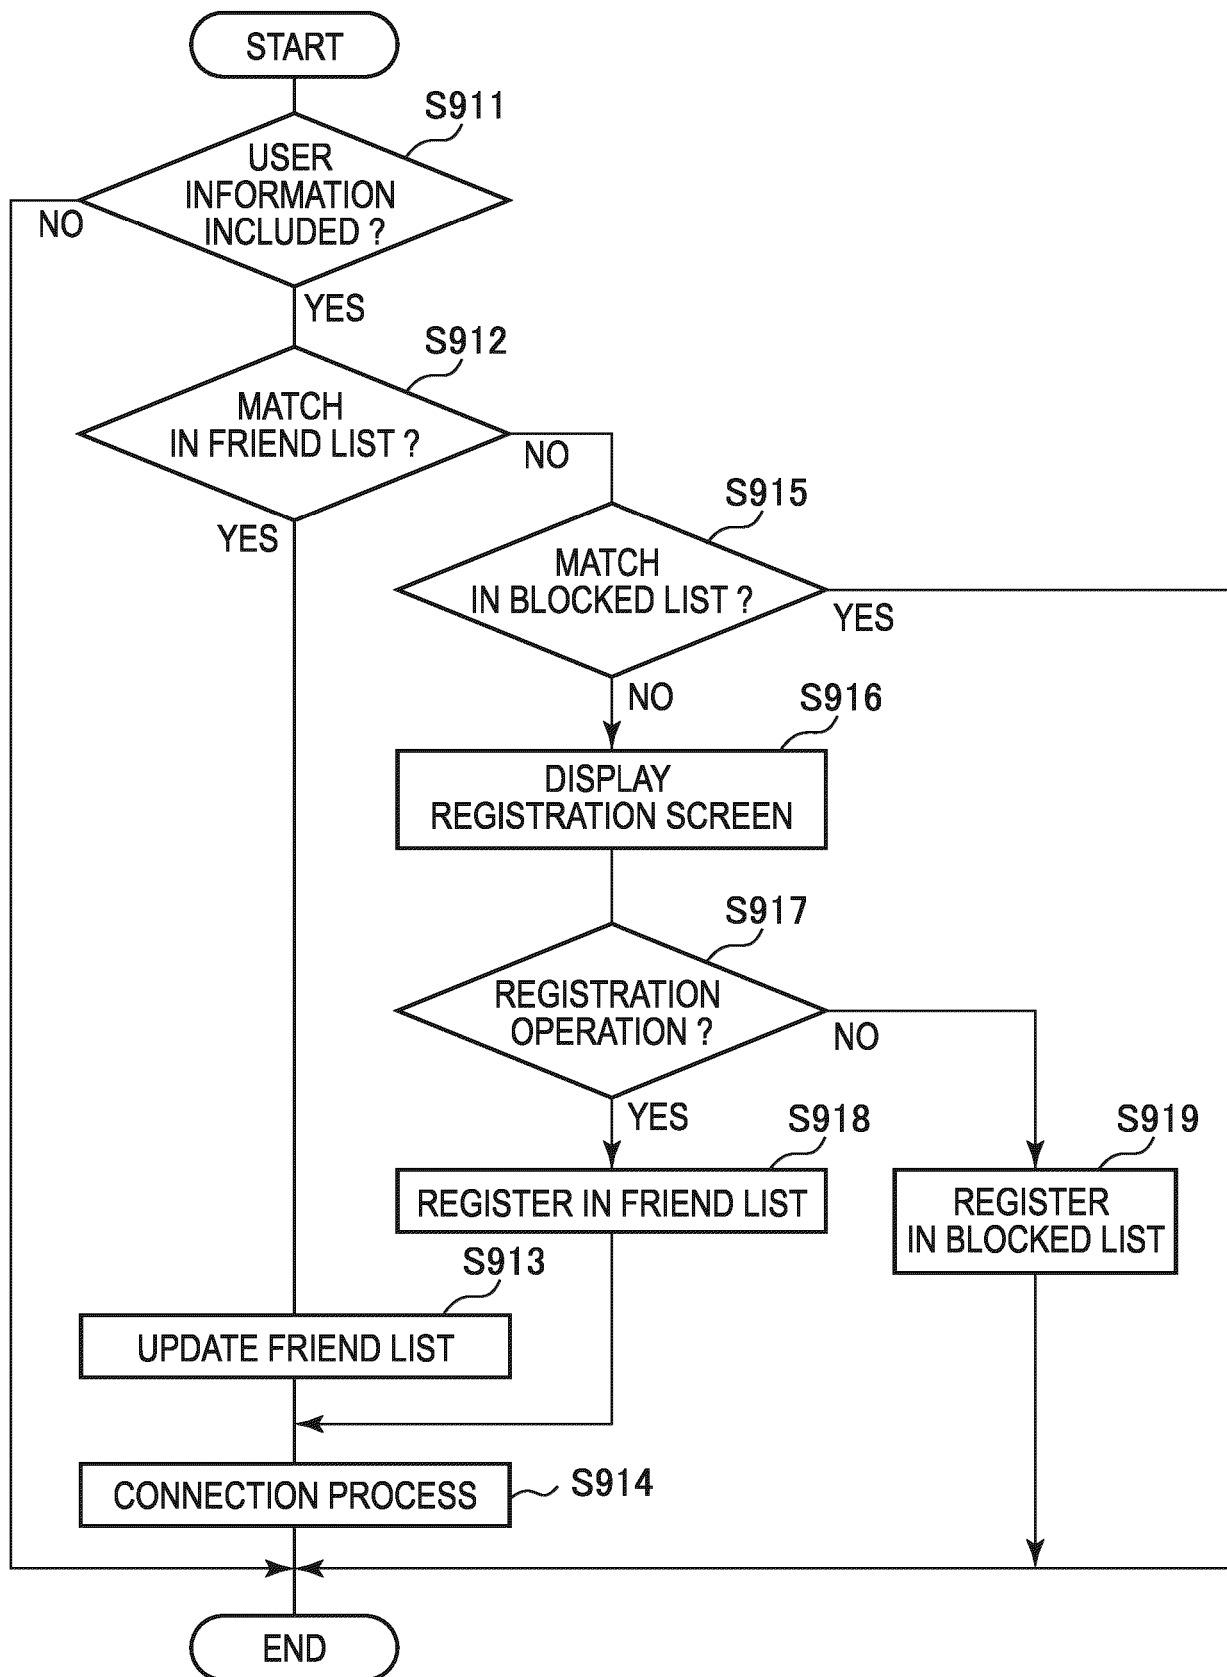 START
S911
USER
INFORMATION
INCLUDED ?
NO
YES
S912
MATCH
IN FRIEND LIST ?
NO
YES
S915
MATCH
IN BLOCKED LIST ?
YES
NO
S916
DISPLAY
REGISTRATION SCREEN
S917
REGISTRATION
OPERATION ?
NO
YES
S918
REGISTER IN FRIEND LIST
S919
REGISTER
IN BLOCKED LIST
S913
UPDATE FRIEND LIST
CONNECTION PROCESS
S914
END